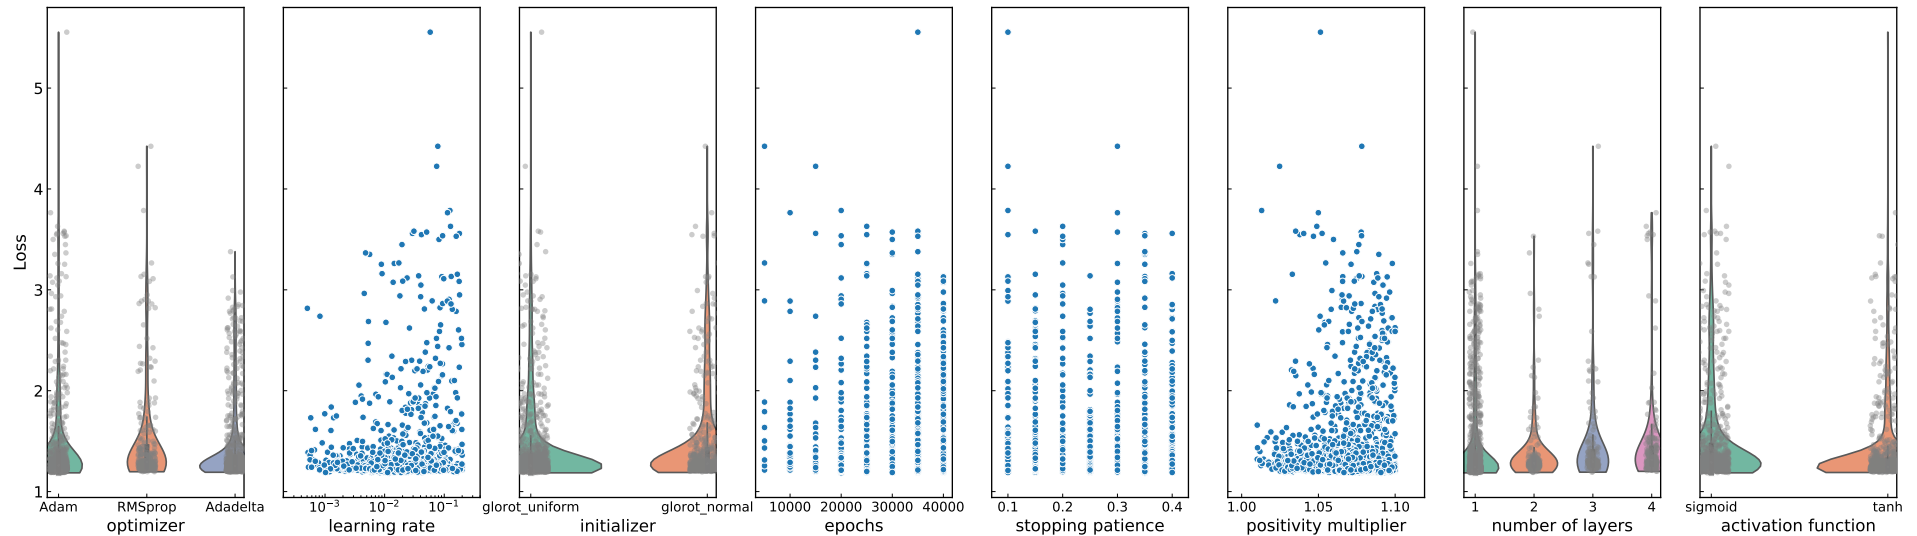 5
4
3
2
1
Loss
Adam RMSprop Adadelta
optimizer
10⁻³ 10⁻² 10⁻¹
learning rate
glorot_uniform glorot_normal
initializer
10000 20000 30000 40000
epochs
0.1 0.2 0.3 0.4
stopping patience
1.00 1.05 1.10
positivity multiplier
1 2 3 4
number of layers
sigmoid tanh
activation function